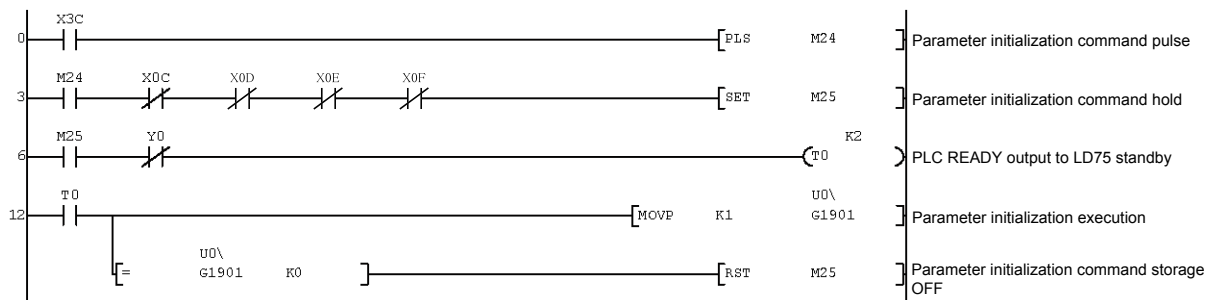 X3C
0 PLS M24 Parameter initialization command pulse
M24 X0C X0D X0E X0F
3 SET M25 Parameter initialization command hold
M25 Y0 K2
6 T0 PLC READY output to LD75 standby
T0 U0\
12 MOVP K1 G1901 Parameter initialization execution
U0\
= G1901 K0 RST M25 Parameter initialization command storage
OFF